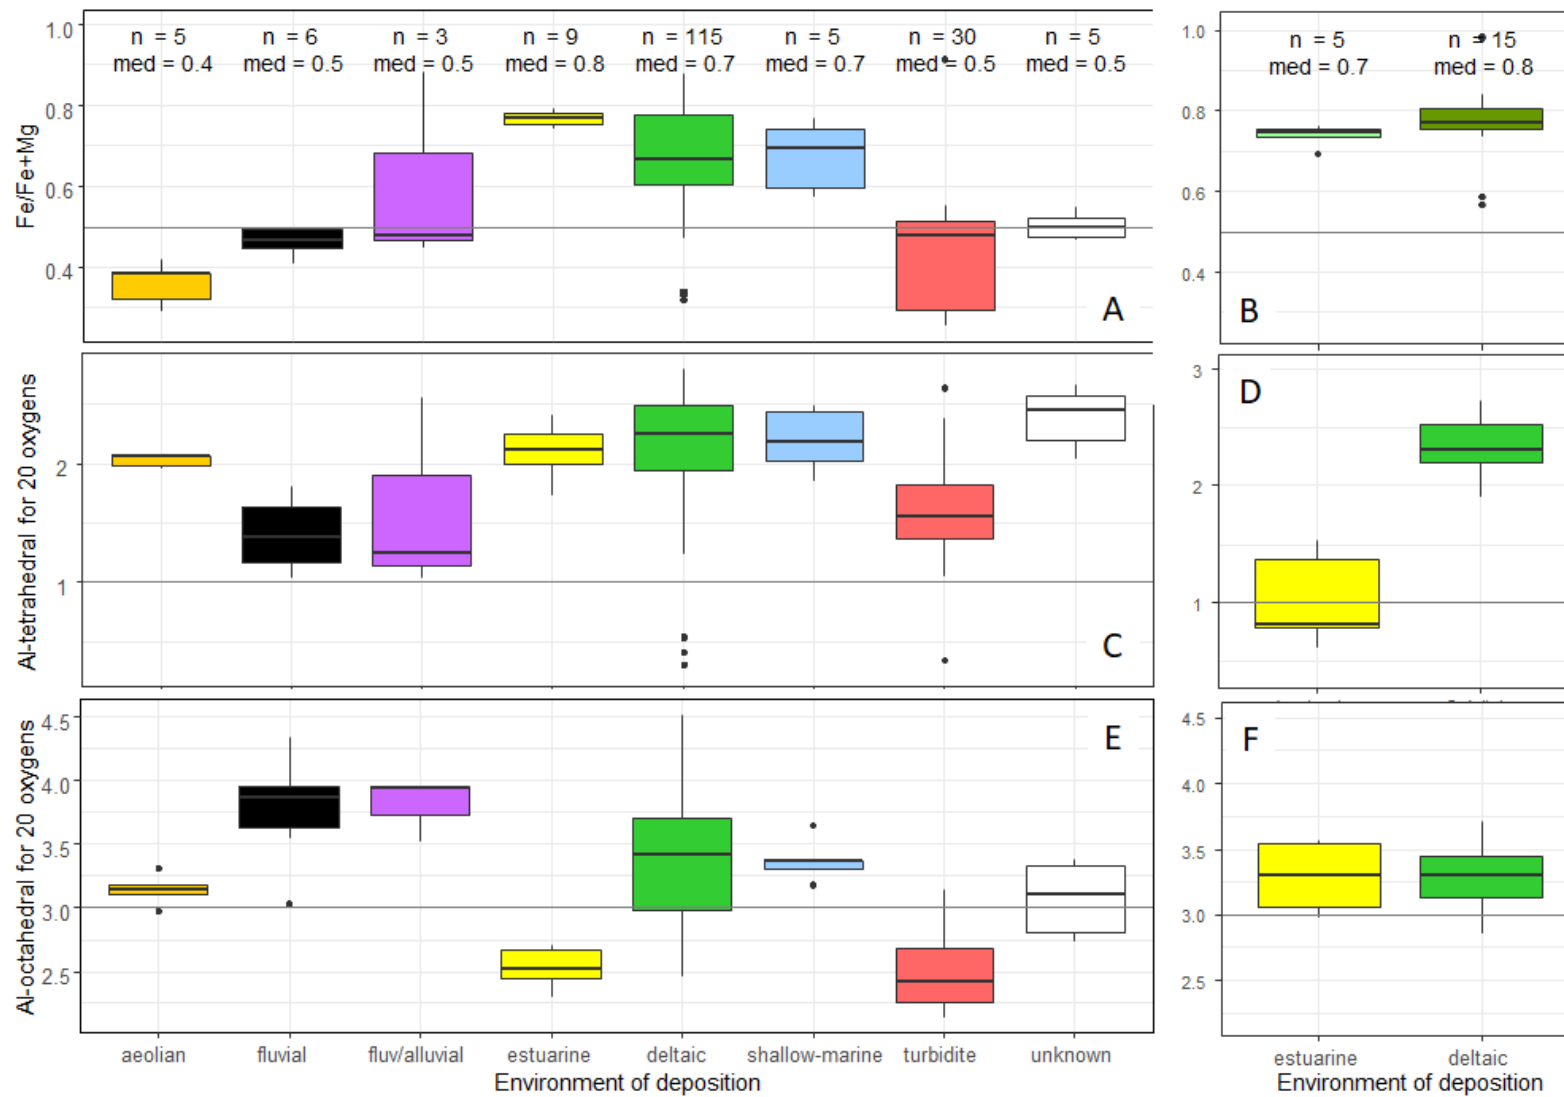 n = 5 n = 6 n = 3 n = 9 n = 115 n = 5 n = 30 n = 5
med = 0.4 med = 0.5 med = 0.5 med = 0.8 med = 0.7 med = 0.7 med = 0.5 med = 0.5
Fe/Fe+Mg
1.0
0.8
0.6
0.4
A
n = 5 n = 15
med = 0.7 med = 0.8
1.0
0.8
0.6
0.4
B
Al-tetrahedral for 20 oxygens
2
1
C
3
2
1
D
Al-octahedral for 20 oxygens
4.5
4.0
3.5
3.0
2.5
E
aeolian fluvial fluv/alluvial estuarine deltaic shallow-marine turbidite unknown
Environment of deposition
4.5
4.0
3.5
3.0
2.5
F
estuarine deltaic
Environment of deposition